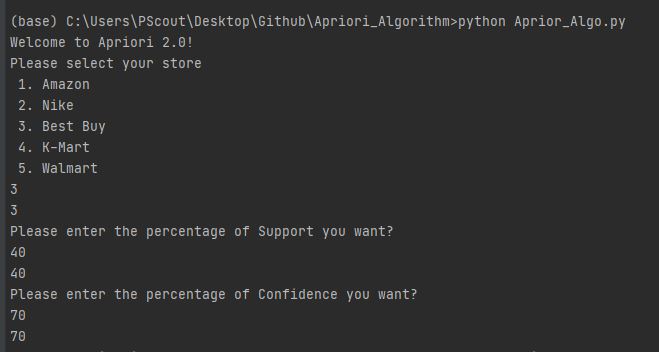 (base) C:\Users\PScout\Desktop\Github\Apriori_Algorithm>python Aprior_Algo.py
Welcome to Apriori 2.0!
Please select your store
1. Amazon
2. Nike
3. Best Buy
4. K-Mart
5. Walmart
3
3
Please enter the percentage of Support you want?
40
40
Please enter the percentage of Confidence you want?
70
70